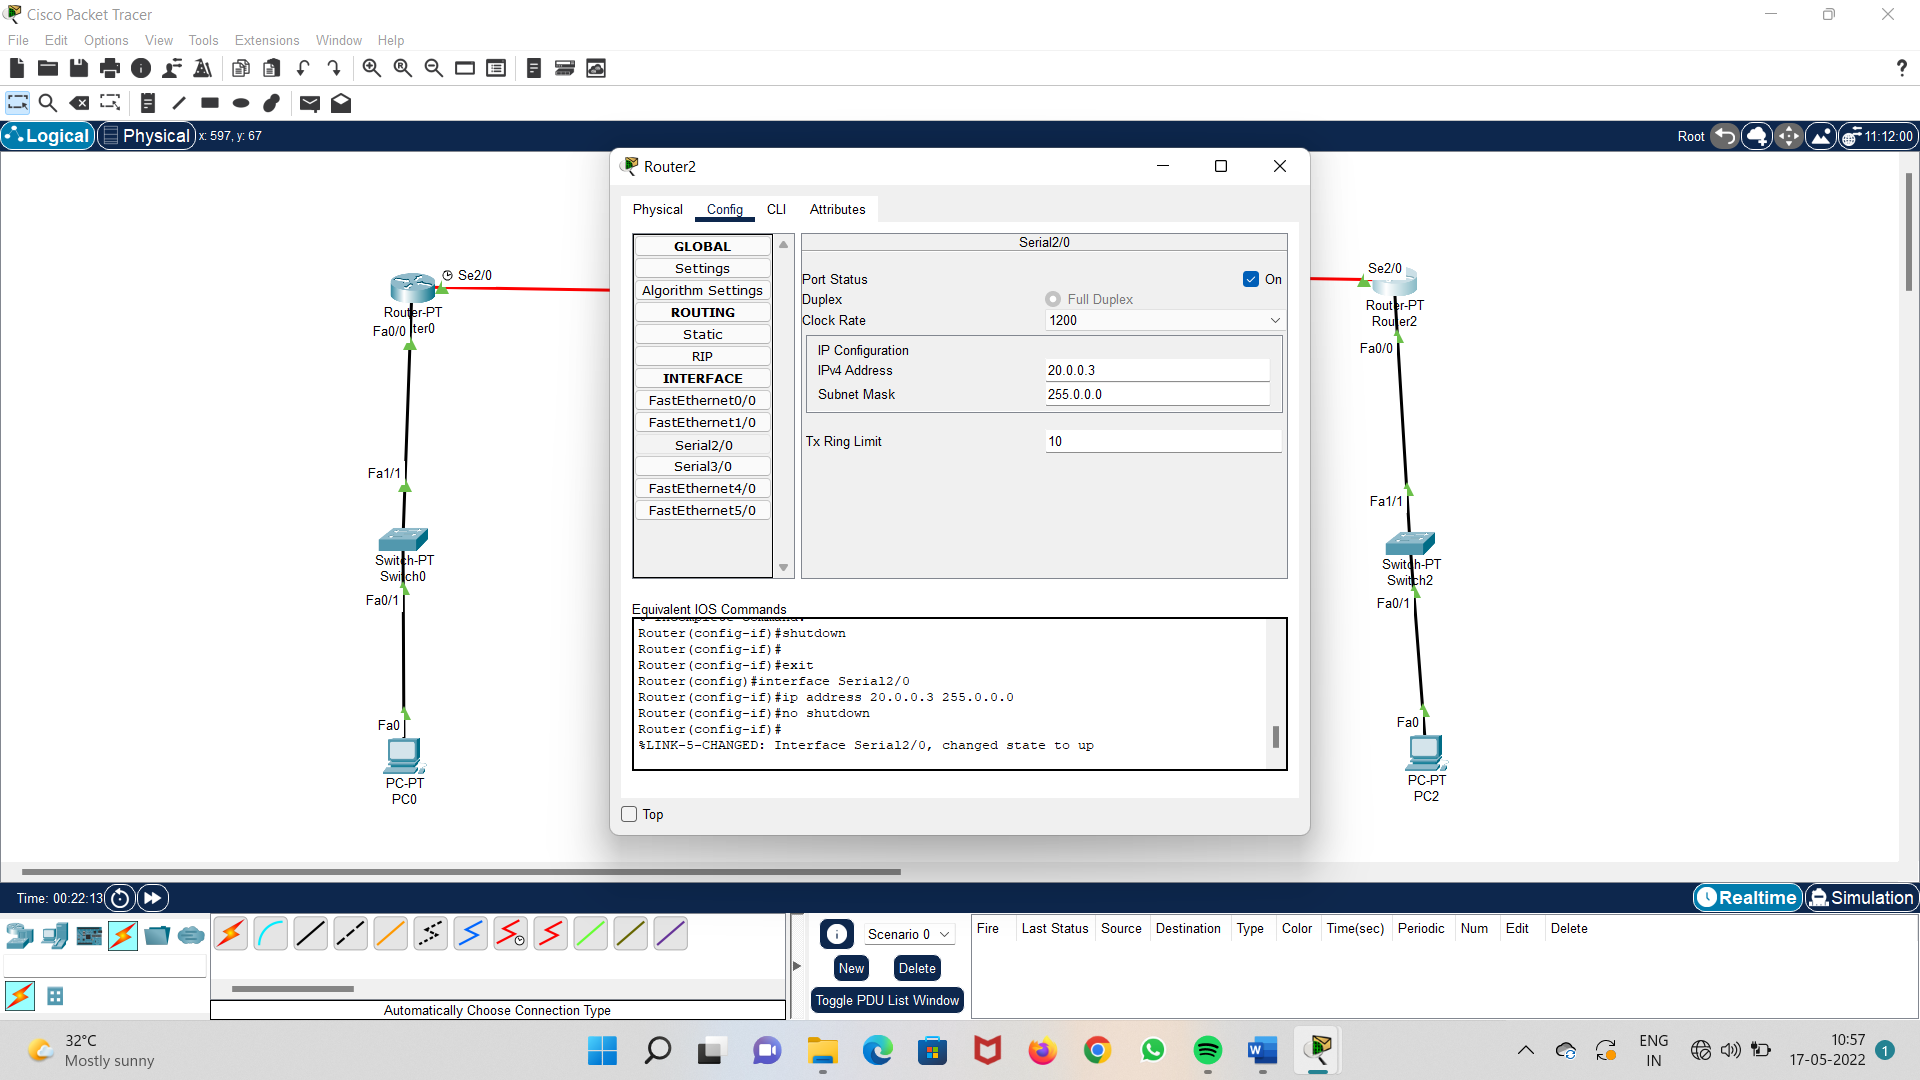 Cisco Packet Tracer
File Edit Options View Tools Extensions Window Help
?
Logical Physical x: 597, y: 67 Root 11:12:00
Router2
Physical Config CLI Attributes
GLOBAL
Settings
Algorithm Settings
ROUTING
Static
RIP
INTERFACE
FastEthernet0/0
FastEthernet1/0
Serial2/0
Serial3/0
FastEthernet4/0
FastEthernet5/0
Serial2/0
Port Status On
Duplex Full Duplex
Clock Rate 1200
IP Configuration
IPv4 Address 20.0.0.3
Subnet Mask 255.0.0.0
Tx Ring Limit 10
Equivalent IOS Commands
% Incomplete Command.
Router(config-if)#shutdown
Router(config-if)#
Router(config-if)#exit
Router(config)#interface Serial2/0
Router(config-if)#ip address 20.0.0.3 255.0.0.0
Router(config-if)#no shutdown
Router(config-if)#
%LINK-5-CHANGED: Interface Serial2/0, changed state to up
Top
Se2/0
Router-PT
ter0
Fa0/0
Fa1/1
Switch-PT
Switch0
Fa0/1
Fa0
PC-PT
PC0
Se2/0
Router-PT
Router2
Fa0/0
Fa1/1
Switch-PT
Switch2
Fa0/1
Fa0
PC-PT
PC2
Time: 00:22:13 Realtime Simulation
Automatically Choose Connection Type
Scenario 0
New Delete
Toggle PDU List Window
Fire Last Status Source Destination Type Color Time(sec) Periodic Num Edit Delete
32°C
Mostly sunny
ENG
IN
10:57
17-05-2022
1